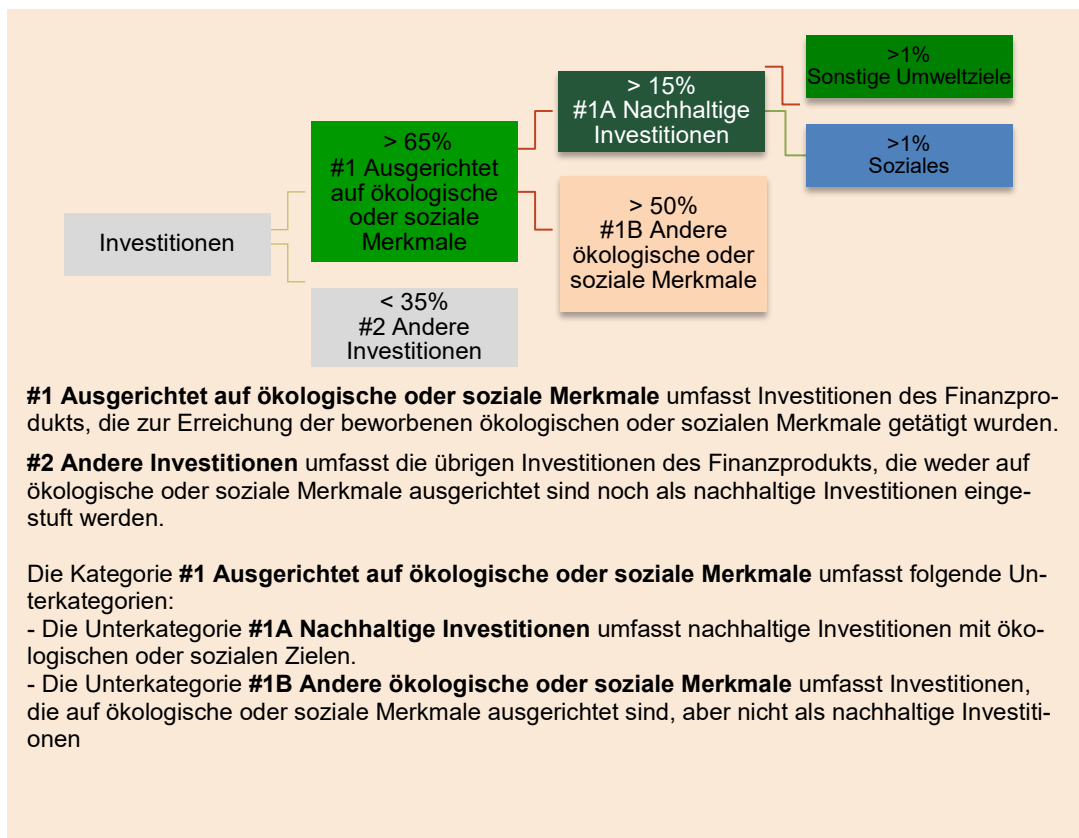 >1%
Sonstige Umweltziele
> 15%
#1A Nachhaltige
Investitionen
>1%
Soziales
> 65%
#1 Ausgerichtet
auf ökologische
oder soziale
Merkmale
> 50%
#1B Andere
ökologische oder
soziale Merkmale
Investitionen
< 35%
#2 Andere
Investitionen
#1 Ausgerichtet auf ökologische oder soziale Merkmale umfasst Investitionen des Finanzpro-
dukts, die zur Erreichung der beworbenen ökologischen oder sozialen Merkmale getätigt wurden.
#2 Andere Investitionen umfasst die übrigen Investitionen des Finanzprodukts, die weder auf
ökologische oder soziale Merkmale ausgerichtet sind noch als nachhaltige Investitionen einge-
stuft werden.
Die Kategorie #1 Ausgerichtet auf ökologische oder soziale Merkmale umfasst folgende Un-
terkategorien:
- Die Unterkategorie #1A Nachhaltige Investitionen umfasst nachhaltige Investitionen mit öko-
logischen oder sozialen Zielen.
- Die Unterkategorie #1B Andere ökologische oder soziale Merkmale umfasst Investitionen,
die auf ökologische oder soziale Merkmale ausgerichtet sind, aber nicht als nachhaltige Investiti-
onen